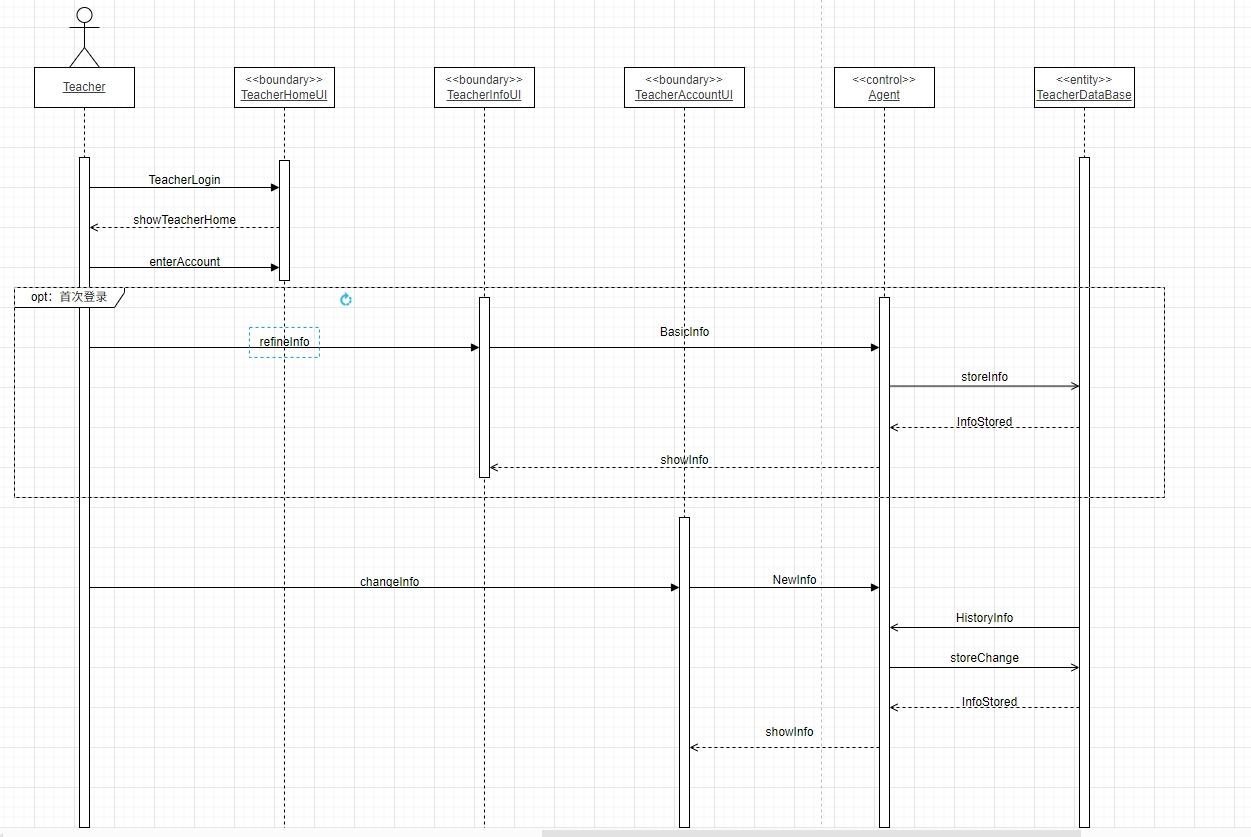 Teacher
<<boundary>>
TeacherHomeUI
<<boundary>>
TeacherInfoUI
<<boundary>>
TeacherAccountUI
<<control>>
Agent
<<entity>>
TeacherDataBase
TeacherLogin
showTeacherHome
enterAccount
opt：首次登录
refineInfo
BasicInfo
storeInfo
InfoStored
showInfo
changeInfo
NewInfo
HistoryInfo
storeChange
InfoStored
showInfo